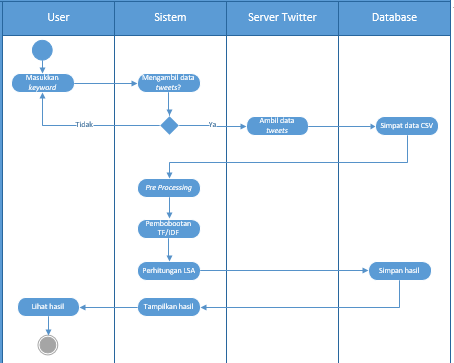 User
Sistem
Server Twitter
Database
Masukkan
keyword
Mengambil data
tweets?
Tidak
Ya
Ambil data
tweets
Simpat data CSV
Pre Processing
Pembobootan
TF/IDF
Perhitungan LSA
Simpan hasil
Lihat hasil
Tampilkan hasil